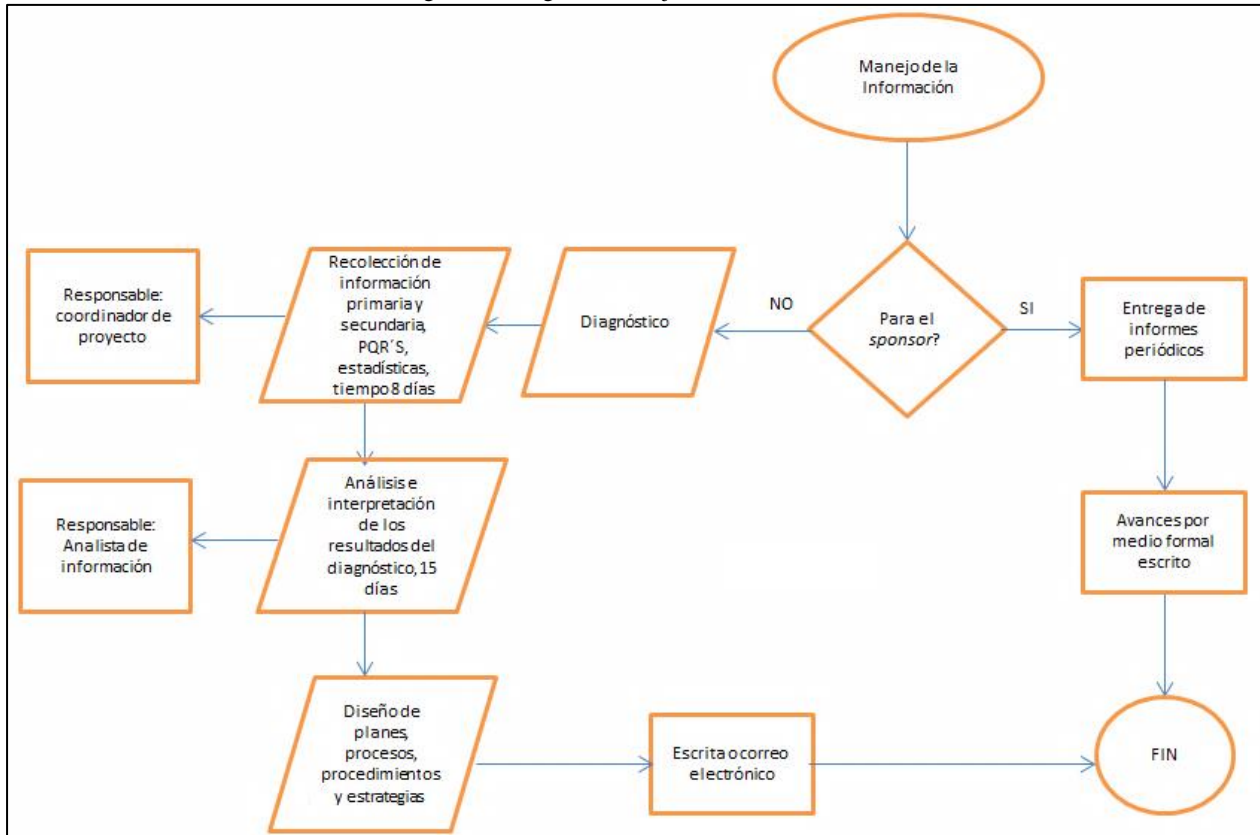 Manejo de la
Información
Para el
sponsor?
NO
SI
Entrega de
informes
periódicos
Avances por
medio formal
escrito
FIN
Diagnóstico
Recolección de
información
primaria y
secundaria,
PQR´S,
estadísticas,
tiempo 8 días
Responsable:
coordinador de
proyecto
Análisis e
interpretación
de los
resultados del
diagnóstico, 15
días
Responsable:
Analista de
información
Diseño de
planes,
procesos,
procedimientos
y estrategias
Escrita o correo
electrónico